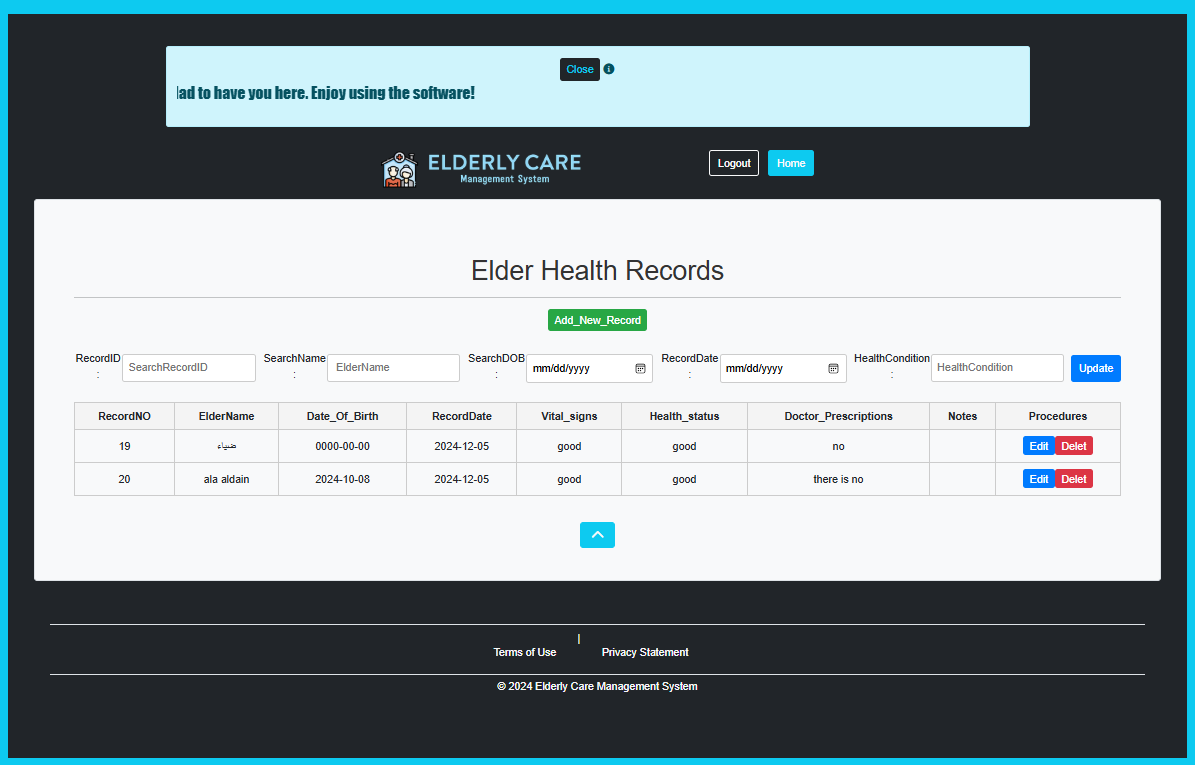 Close
lad to have you here. Enjoy using the software!
ELDERLY CARE
Management System
Logout Home
Elder Health Records
Add_New_Record
RecordID : SearchRecordID SearchName : ElderName SearchDOB : mm/dd/yyyy RecordDate : mm/dd/yyyy HealthCondition : HealthCondition Update
RecordNO ElderName Date_Of_Birth RecordDate Vital_signs Health_status Doctor_Prescriptions Notes Procedures
19 ضياء 0000-00-00 2024-12-05 good good no Edit Delet
20 ala aldain 2024-10-08 2024-12-05 good good there is no Edit Delet
|
Terms of Use Privacy Statement
© 2024 Elderly Care Management System